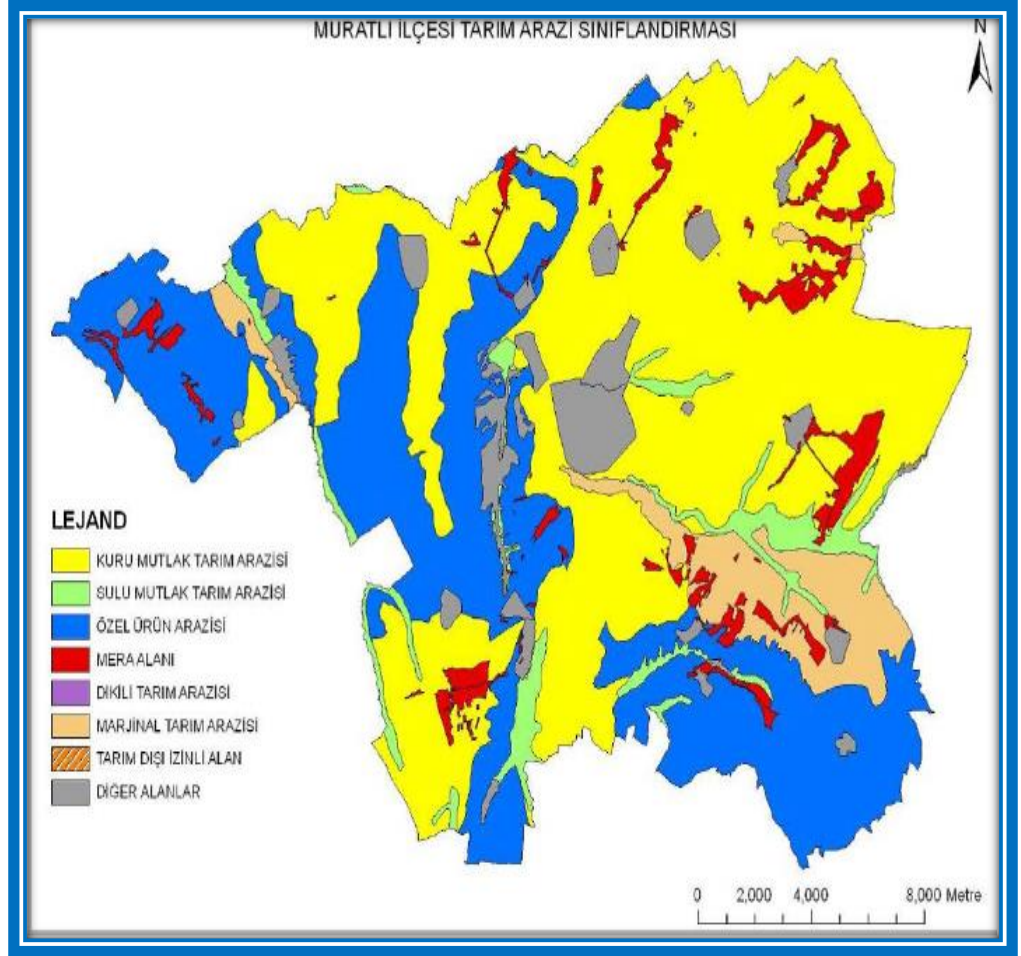 MURATLI İLÇESİ TARIM ARAZİ SINIFLANDIRMASI
N
LEJAND
KURU MUTLAK TARIM ARAZİSİ
SULU MUTLAK TARIM ARAZİSİ
ÖZEL ÜRÜN ARAZİSİ
MERA ALANI
DİKİLİ TARIM ARAZİSİ
MARJİNAL TARIM ARAZİSİ
TARIM DIŞI İZİNLİ ALAN
DİĞER ALANLAR
0 2,000 4,000 8,000 Metre